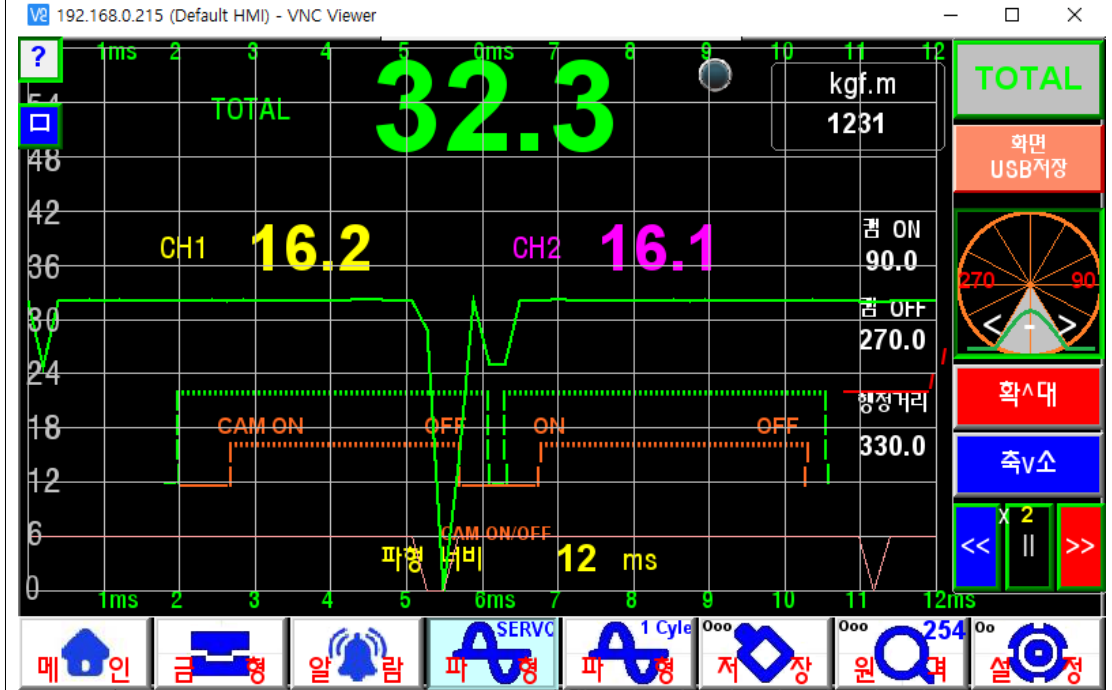 192.168.0.215 (Default HMI) - VNC Viewer
?
1ms 2 3 4 5 6ms 7 8 9 10 11 12
54
TOTAL
32.3
kgf.m
1231
TOTAL
화면
USB저장
48
42
CH1 16.2
CH2 16.1
캠 ON
90.0
36
270 90
캠 OFF
270.0
30
< - >
24
확^대
18
CAM ON OFF ON OFF
행정거리
330.0
축v소
12
6
CAM ON/OFF
파형 너비 12 ms
X 2
<< || >>
0
1ms 2 3 4 5 6ms 7 8 9 10 11 12ms
메인
금형
알람
SERVO
파형
1 Cyle
파형
Ooo
저장
Ooo 254
원격
Oo
설정